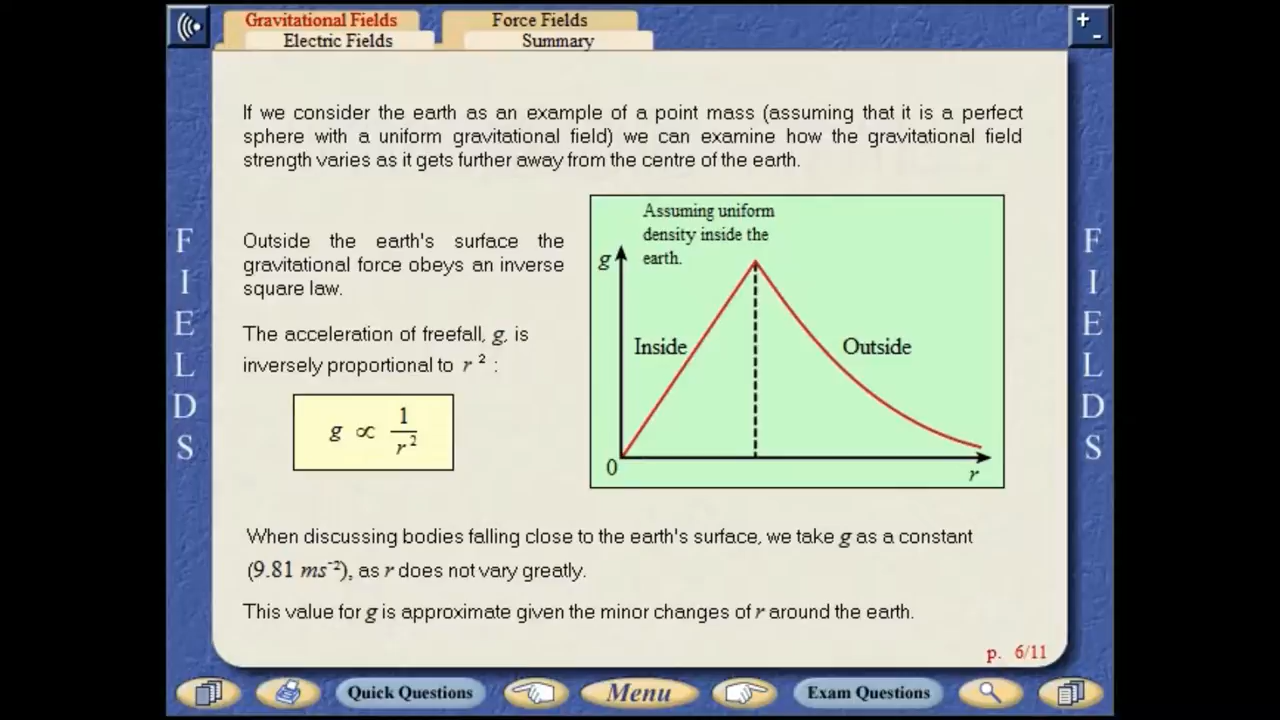 Gravitational Fields
Force Fields
Electric Fields
Summary
+
-
If we consider the earth as an example of a point mass (assuming that it is a perfect
sphere with a uniform gravitational field) we can examine how the gravitational field
strength varies as it gets further away from the centre of the earth.
Outside the earth's surface the
gravitational force obeys an inverse
square law.
The acceleration of freefall, g, is
inversely proportional to r² :
g ∝ 1/r²
Assuming uniform
density inside the
earth.
g
Inside
Outside
0
r
When discussing bodies falling close to the earth's surface, we take g as a constant
(9.81 ms⁻²), as r does not vary greatly.
This value for g is approximate given the minor changes of r around the earth.
p. 6/11
FIELDS
FIELDS
Quick Questions
Menu
Exam Questions